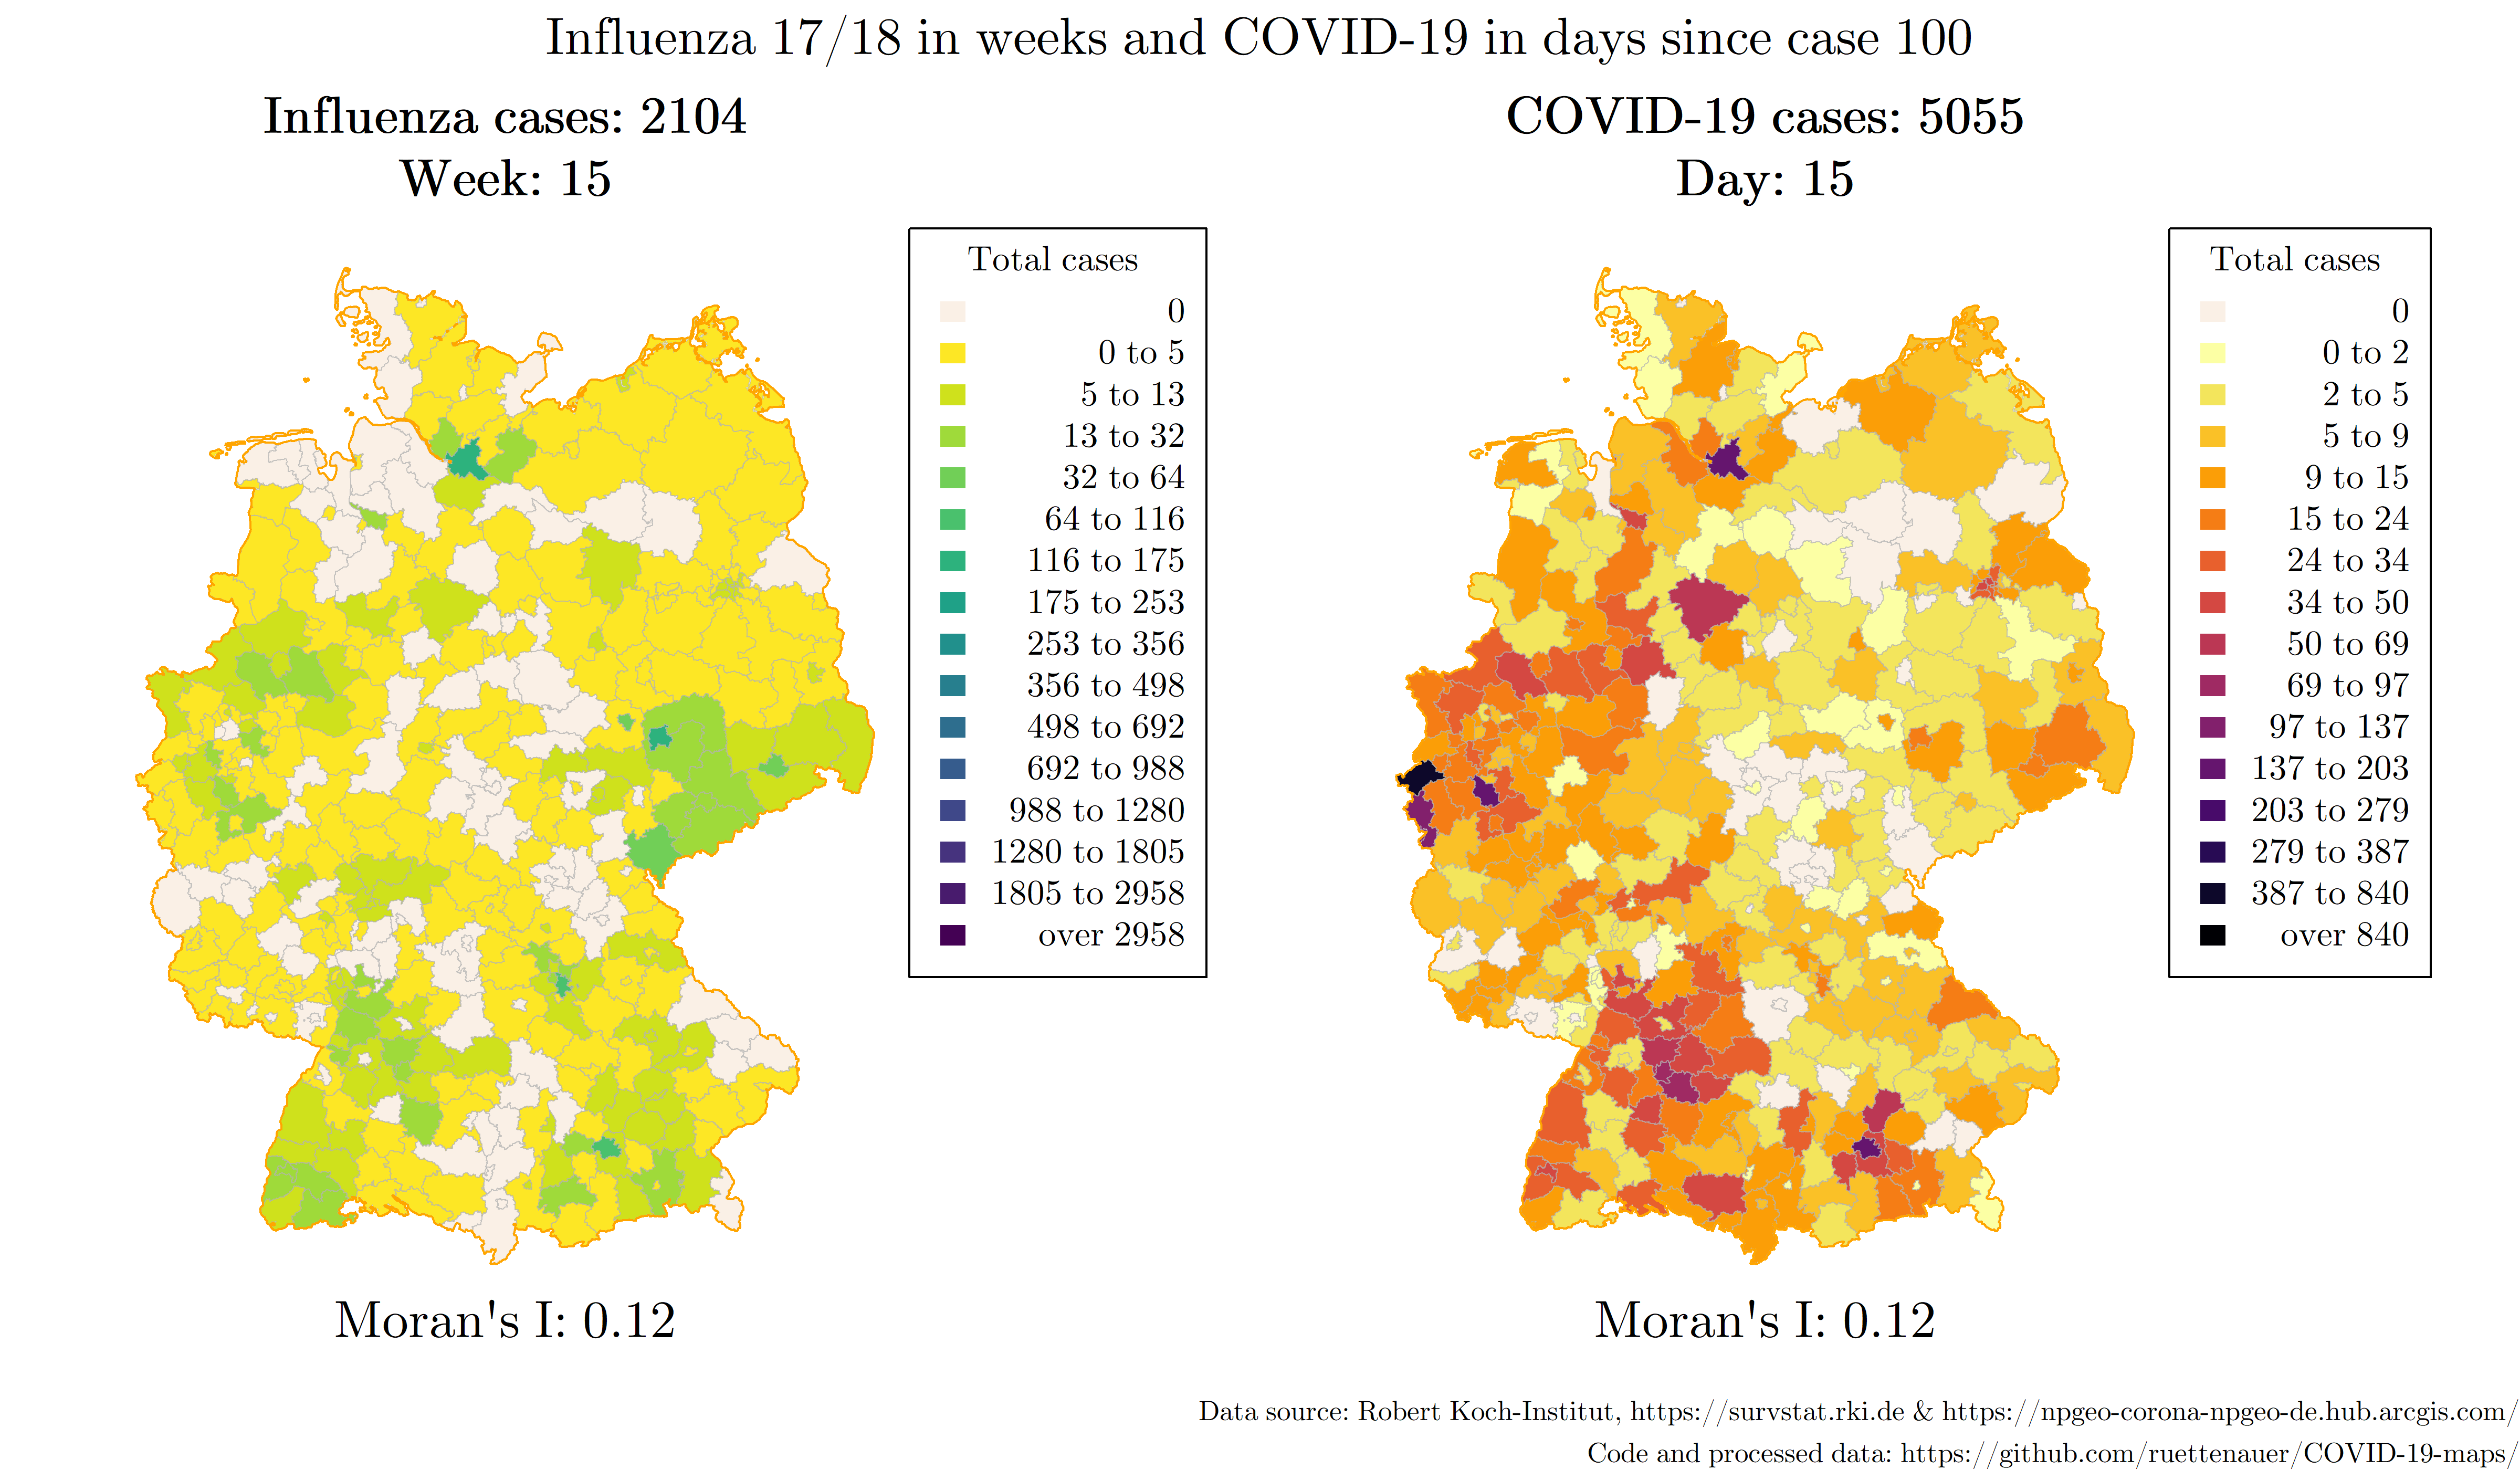 Influenza 17/18 in weeks and COVID-19 in days since case 100
Influenza cases: 2104
Week: 15
Total cases
0
0 to 5
5 to 13
13 to 32
32 to 64
64 to 116
116 to 175
175 to 253
253 to 356
356 to 498
498 to 692
692 to 988
988 to 1280
1280 to 1805
1805 to 2958
over 2958
Moran's I: 0.12
COVID-19 cases: 5055
Day: 15
Total cases
0
0 to 2
2 to 5
5 to 9
9 to 15
15 to 24
24 to 34
34 to 50
50 to 69
69 to 97
97 to 137
137 to 203
203 to 279
279 to 387
387 to 840
over 840
Moran's I: 0.12
Data source: Robert Koch-Institut, https://survstat.rki.de & https://npgeo-corona-npgeo-de.hub.arcgis.com/
Code and processed data: https://github.com/ruettenauer/COVID-19-maps/